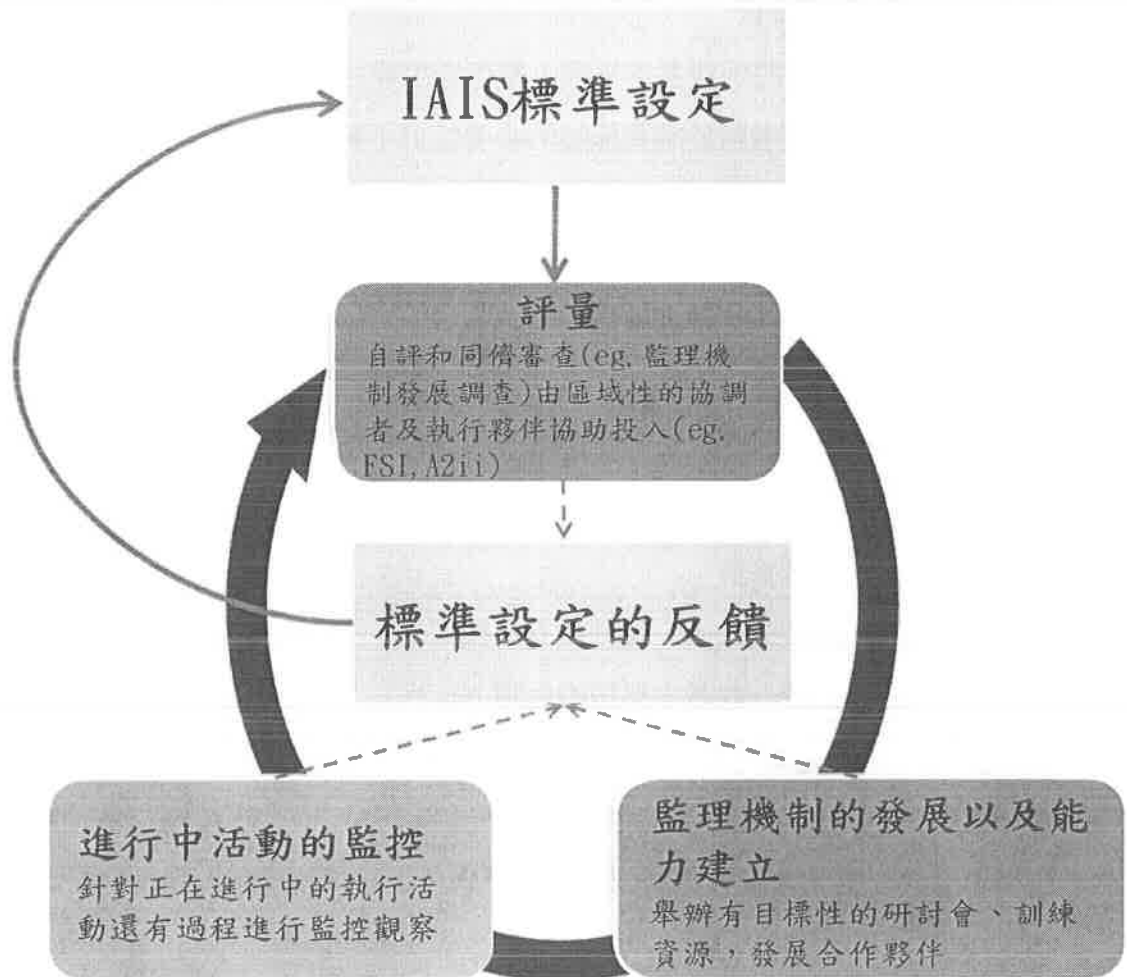 IAIS標準設定
評量
自評和同儕審查(eg.監理機
制發展調查)由區域性的協調
者及執行夥伴協助投入(eg.
FSI,A2ii)
標準設定的反饋
進行中活動的監控
針對正在進行中的執行活
動還有過程進行監控觀察
監理機制的發展以及能
力建立
舉辦有目標性的研討會、訓練
資源，發展合作夥伴